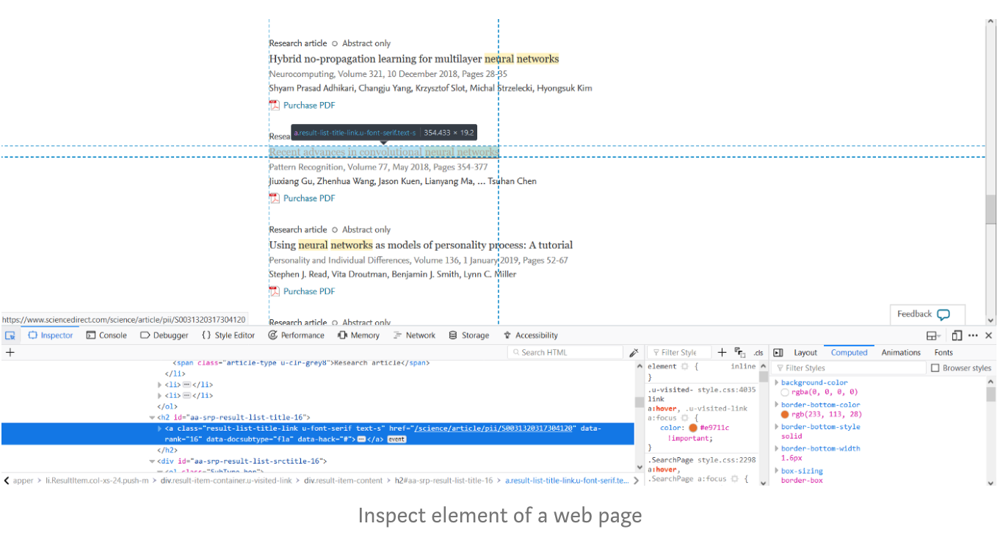 Research article Abstract only
Hybrid no-propagation learning for multilayer neural networks
Neurocomputing, Volume 321, 10 December 2018, Pages 28-35
Shyam Prasad Adhikari, Changju Yang, Krzysztof Slot, Michal Strzelecki, Hyongsuk Kim
Purchase PDF
Resea
a.result-list-title-link.u-font-serif.text-s | 354.433 × 19.2
Recent advances in convolutional neural networks
Pattern Recognition, Volume 77, May 2018, Pages 354-377
Jiuxiang Gu, Zhenhua Wang, Jason Kuen, Lianyang Ma, ... Tsuhan Chen
Purchase PDF
Research article Abstract only
Using neural networks as models of personality process: A tutorial
Personality and Individual Differences, Volume 136, 1 January 2019, Pages 52-67
Stephen J. Read, Vita Droutman, Benjamin J. Smith, Lynn C. Miller
Purchase PDF
Feedback
https://www.sciencedirect.com/science/article/pii/S0031320317304120
Research article Abstract only
Inspector Console Debugger {} Style Editor Performance Memory Network Storage Accessibility
+ Search HTML
<span class="article-type u-clr-grey8">Research article</span>
</li>
<li>⋯</li>
<li>⋯</li>
</ol>
<h2 id="aa-srp-result-list-title-16">
<a class="result-list-title-link u-font-serif text-s" href="/science/article/pii/S0031320317304120" data-
rank="16" data-docsubtype="fla" data-hack="#">⋯</a> event
</h2>
<div id="aa-srp-result-list-srctitle-16">
<ol class="SubType hor">
apper > li.ResultItem.col-xs-24.push-m > div.result-item-container.u-visited-link > div.result-item-content > h2#aa-srp-result-list-title-16 > a.result-list-title-link.u-font-serif.te...
Filter Style + .cls
element { inline
}
.u-visited- style.css:4035
link
a:hover, .u-visited-link
a:focus {
color: #e9711c
!important;
}
.SearchPage style.css:2298
a:hover,
.SearchPage a:focus {
Layout Computed Animations Fonts
Filter Styles Browser styles
background-color
rgba(0, 0, 0, 0)
border-bottom-color
rgb(233, 113, 28)
border-bottom-style
solid
border-bottom-width
1.6px
box-sizing
border-box
Inspect element of a web page